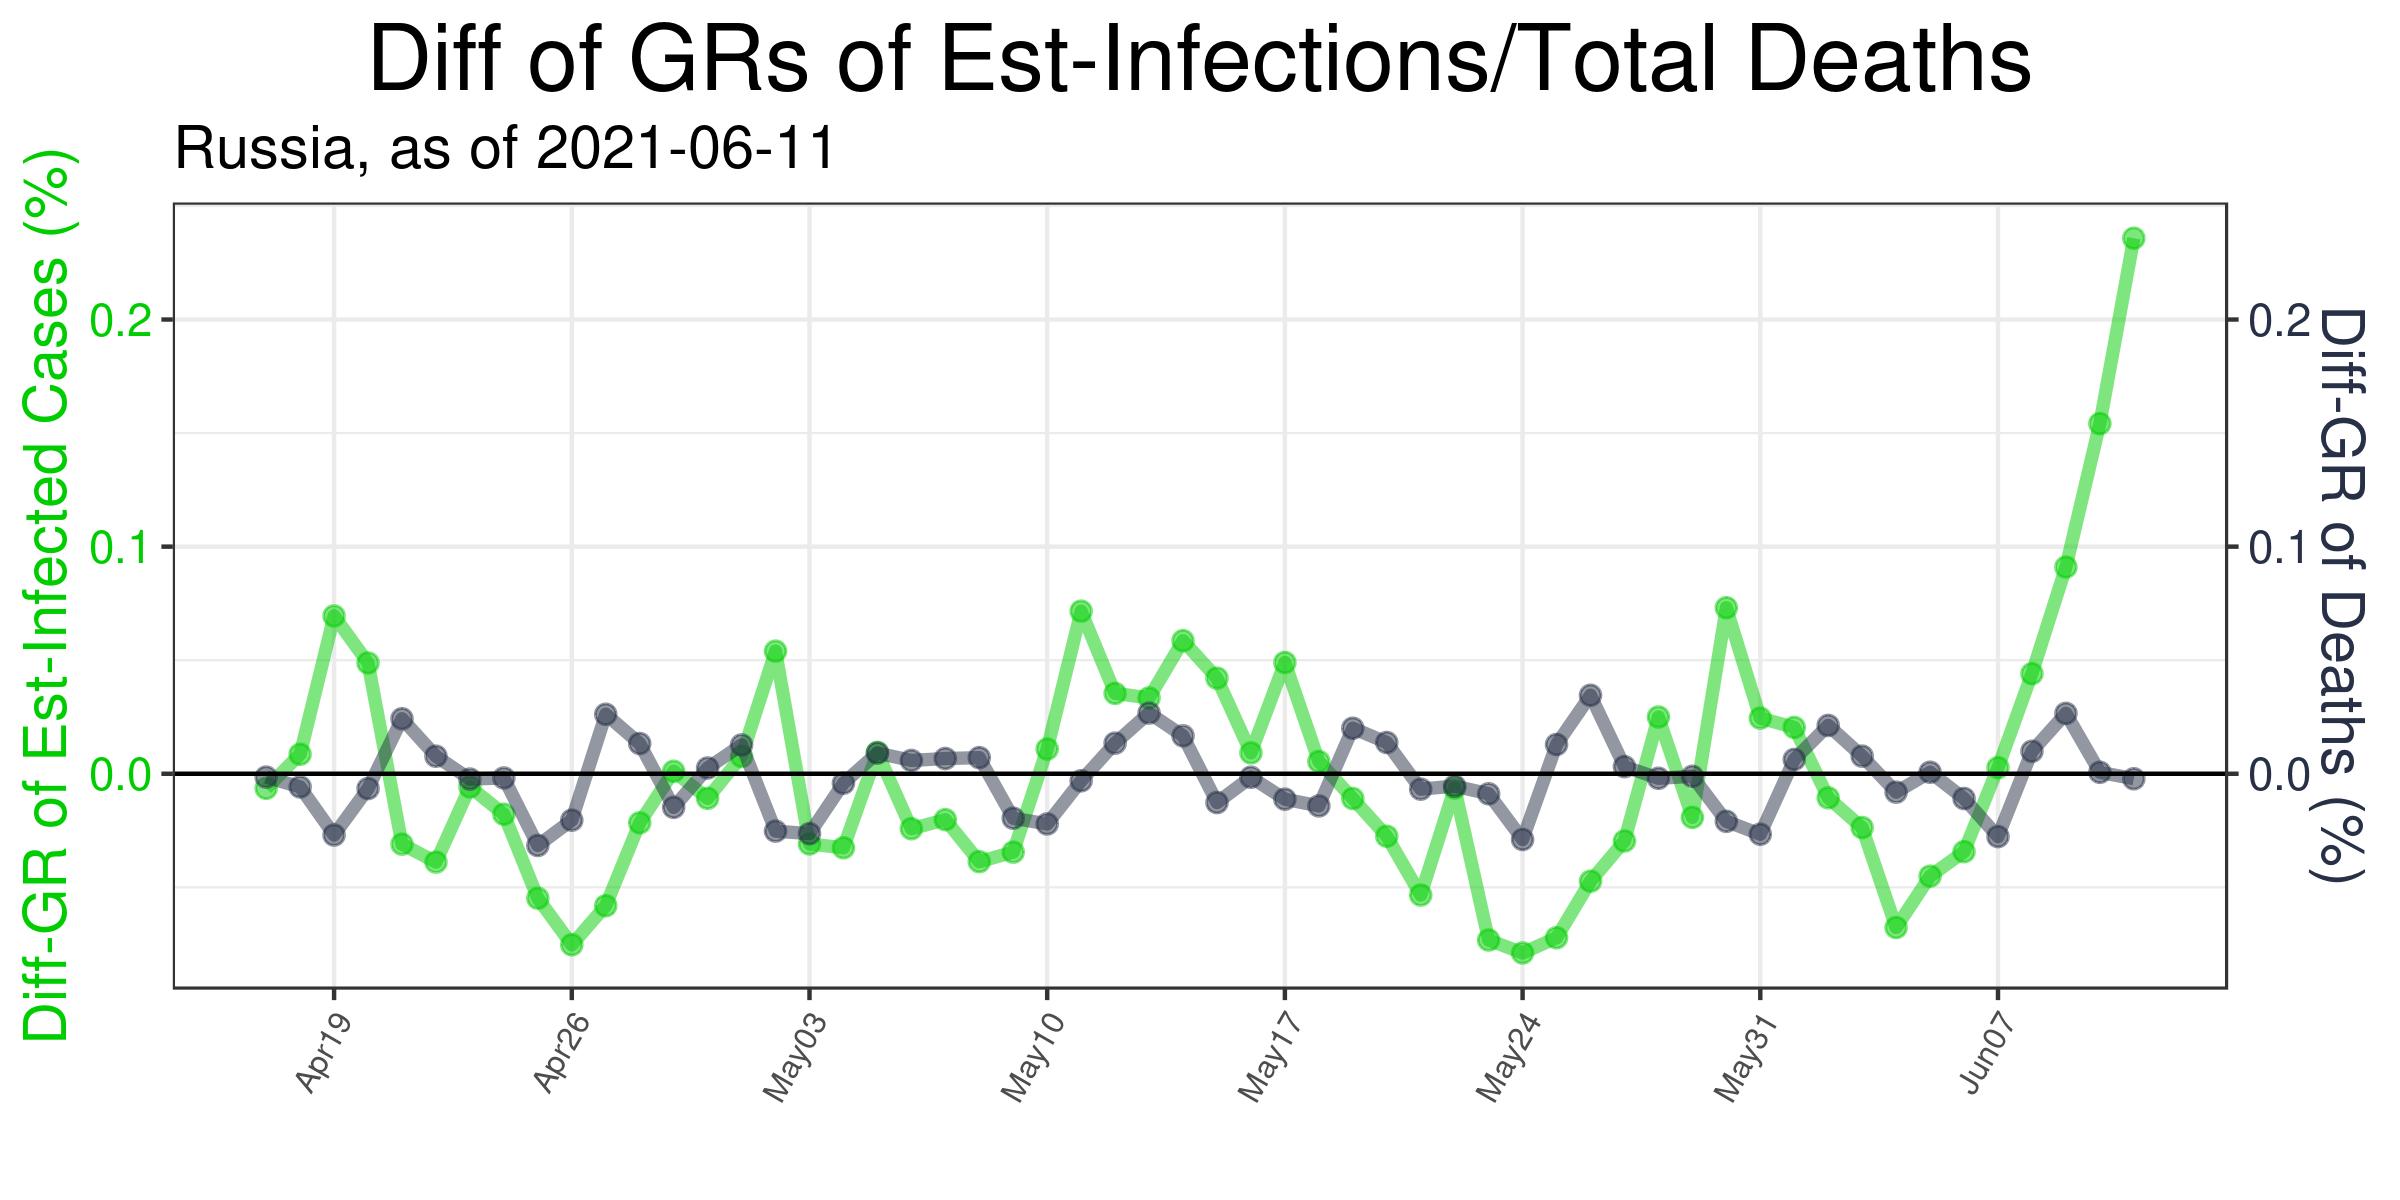 Diff of GRs of Est-Infections/Total Deaths
Russia, as of 2021-06-11
Diff-GR of Est-Infected Cases (%)
0.2
0.1
0.0
0.2
0.1
0.0
Diff-GR of Deaths (%)
Apr19
Apr26
May03
May10
May17
May24
May31
Jun07